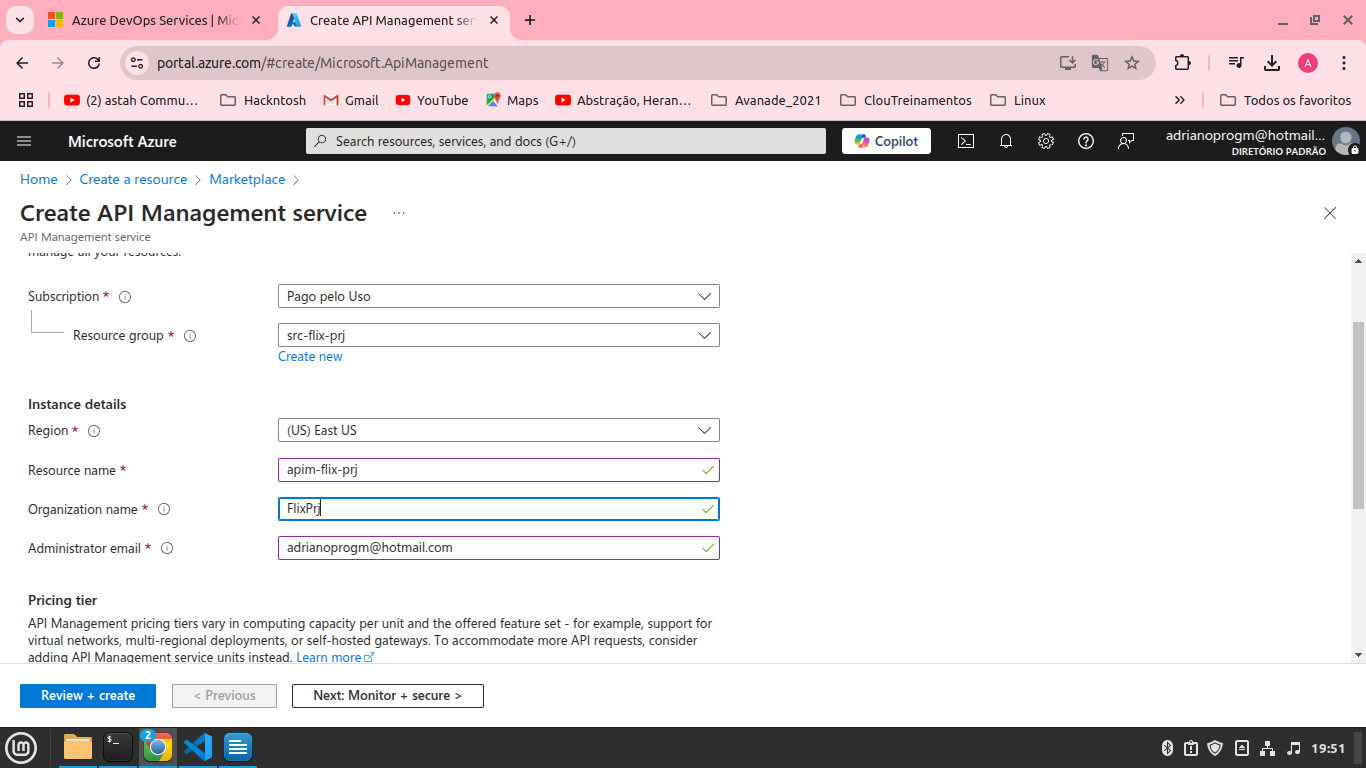 Azure DevOps Services | Mic
Create API Management ser
portal.azure.com/#create/Microsoft.ApiManagement
A
(2) astah Commu...
Hackntosh
Gmail
YouTube
Maps
Abstração, Heran...
Avanade_2021
ClouTreinamentos
Linux
Todos os favoritos
Microsoft Azure
Search resources, services, and docs (G+/)
Copilot
adrianoprogm@hotmail...
DIRETÓRIO PADRÃO
Home > Create a resource > Marketplace >
Create API Management service ...
API Management service
manage all your resources.
Subscription *
Pago pelo Uso
Resource group *
src-flix-prj
Create new
Instance details
Region *
(US) East US
Resource name *
apim-flix-prj
Organization name *
FlixPrj
Administrator email *
adrianoprogm@hotmail.com
Pricing tier
API Management pricing tiers vary in computing capacity per unit and the offered feature set - for example, support for
virtual networks, multi-regional deployments, or self-hosted gateways. To accommodate more API requests, consider
adding API Management service units instead. Learn more
Review + create
< Previous
Next: Monitor + secure >
2
19:51